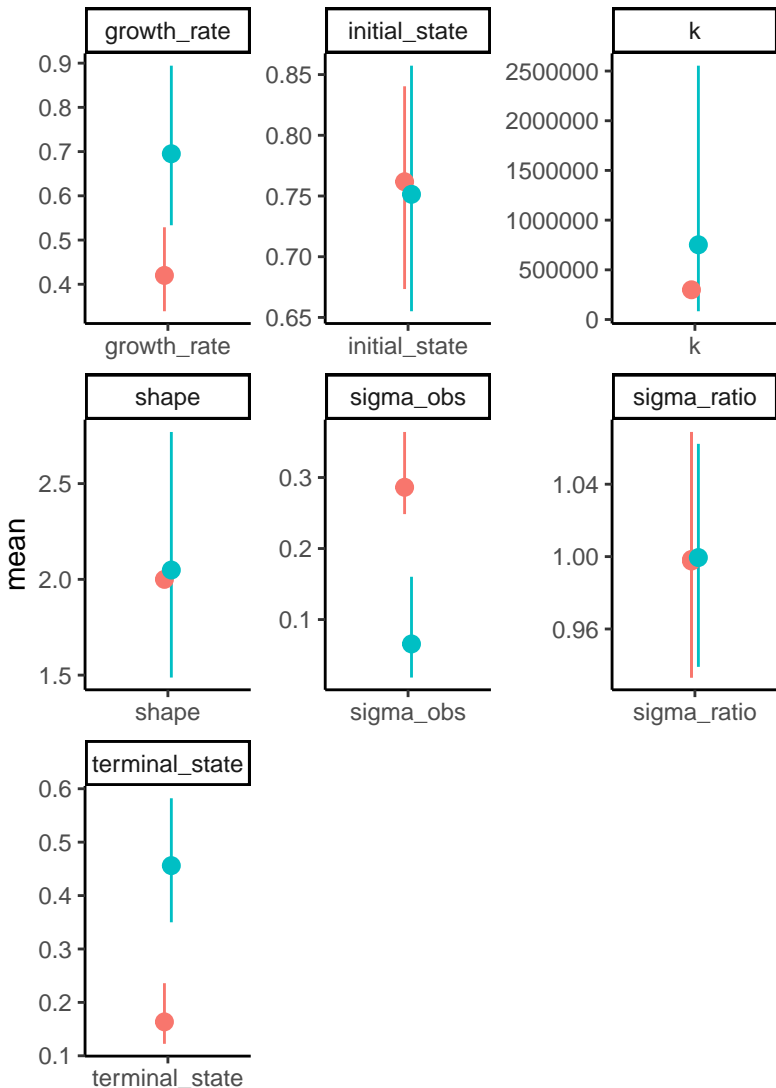 growth_rate
initial_state
k
0.9
0.8
0.7
0.6
0.5
0.4
growth_rate
0.85
0.80
0.75
0.70
0.65
initial_state
2500000
2000000
1500000
1000000
500000
0
k
shape
sigma_obs
sigma_ratio
mean
2.5
2.0
1.5
shape
0.3
0.2
0.1
sigma_obs
1.04
1.00
0.96
sigma_ratio
terminal_state
0.6
0.5
0.4
0.3
0.2
0.1
terminal_state